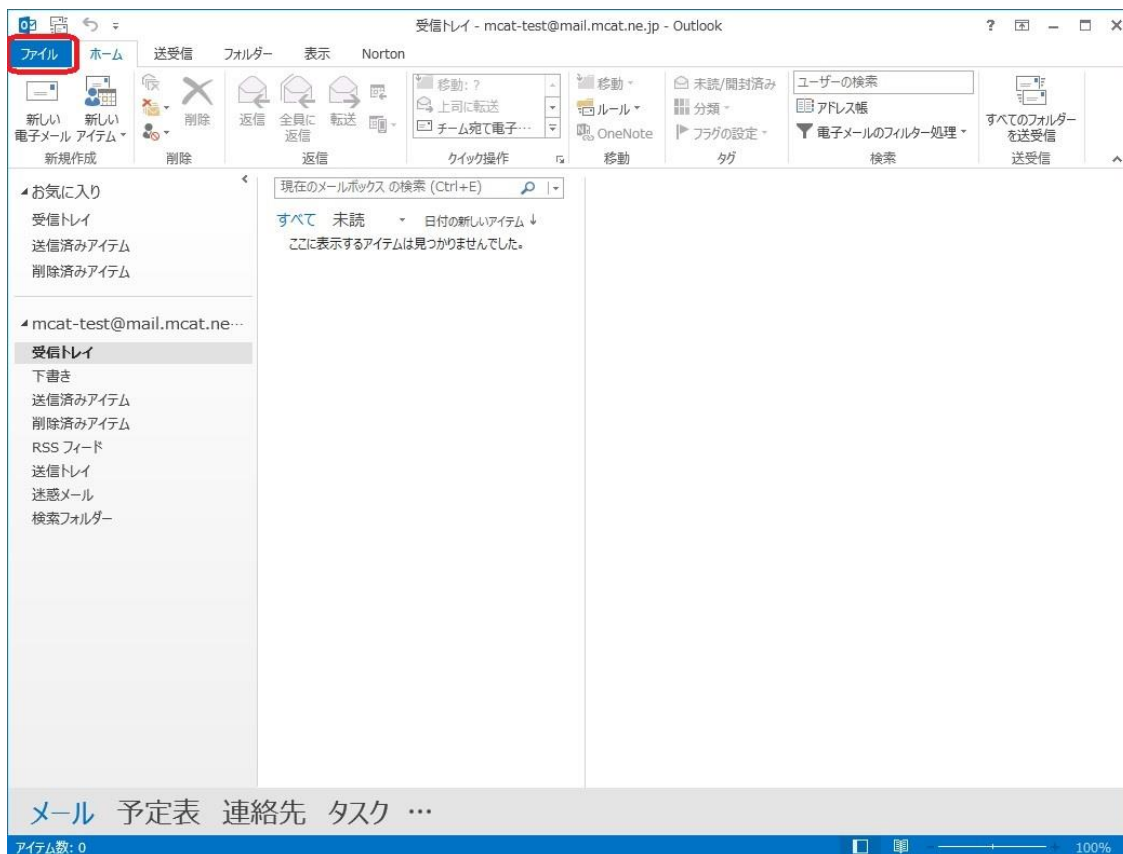 受信トレイ - mcat-test@mail.mcat.ne.jp - Outlook
ファイル ホーム 送受信 フォルダー 表示 Norton
新しい
電子メール
新しい
アイテム
新規作成
削除
削除
返信
全員に
返信
転送
返信
移動: ?
上司に転送
チーム宛て電子…
クイック操作
移動
ルール
OneNote
移動
未読/開封済み
分類
フラグの設定
タグ
ユーザーの検索
アドレス帳
電子メールのフィルター処理
検索
すべてのフォルダー
を送受信
送受信
お気に入り
受信トレイ
送信済みアイテム
削除済みアイテム
mcat-test@mail.mcat.ne…
受信トレイ
下書き
送信済みアイテム
削除済みアイテム
RSS フィード
送信トレイ
迷惑メール
検索フォルダー
現在のメールボックス の検索 (Ctrl+E)
すべて 未読 日付の新しいアイテム ↓
ここに表示するアイテムは見つかりませんでした。
メール 予定表 連絡先 タスク …
アイテム数: 0
100%